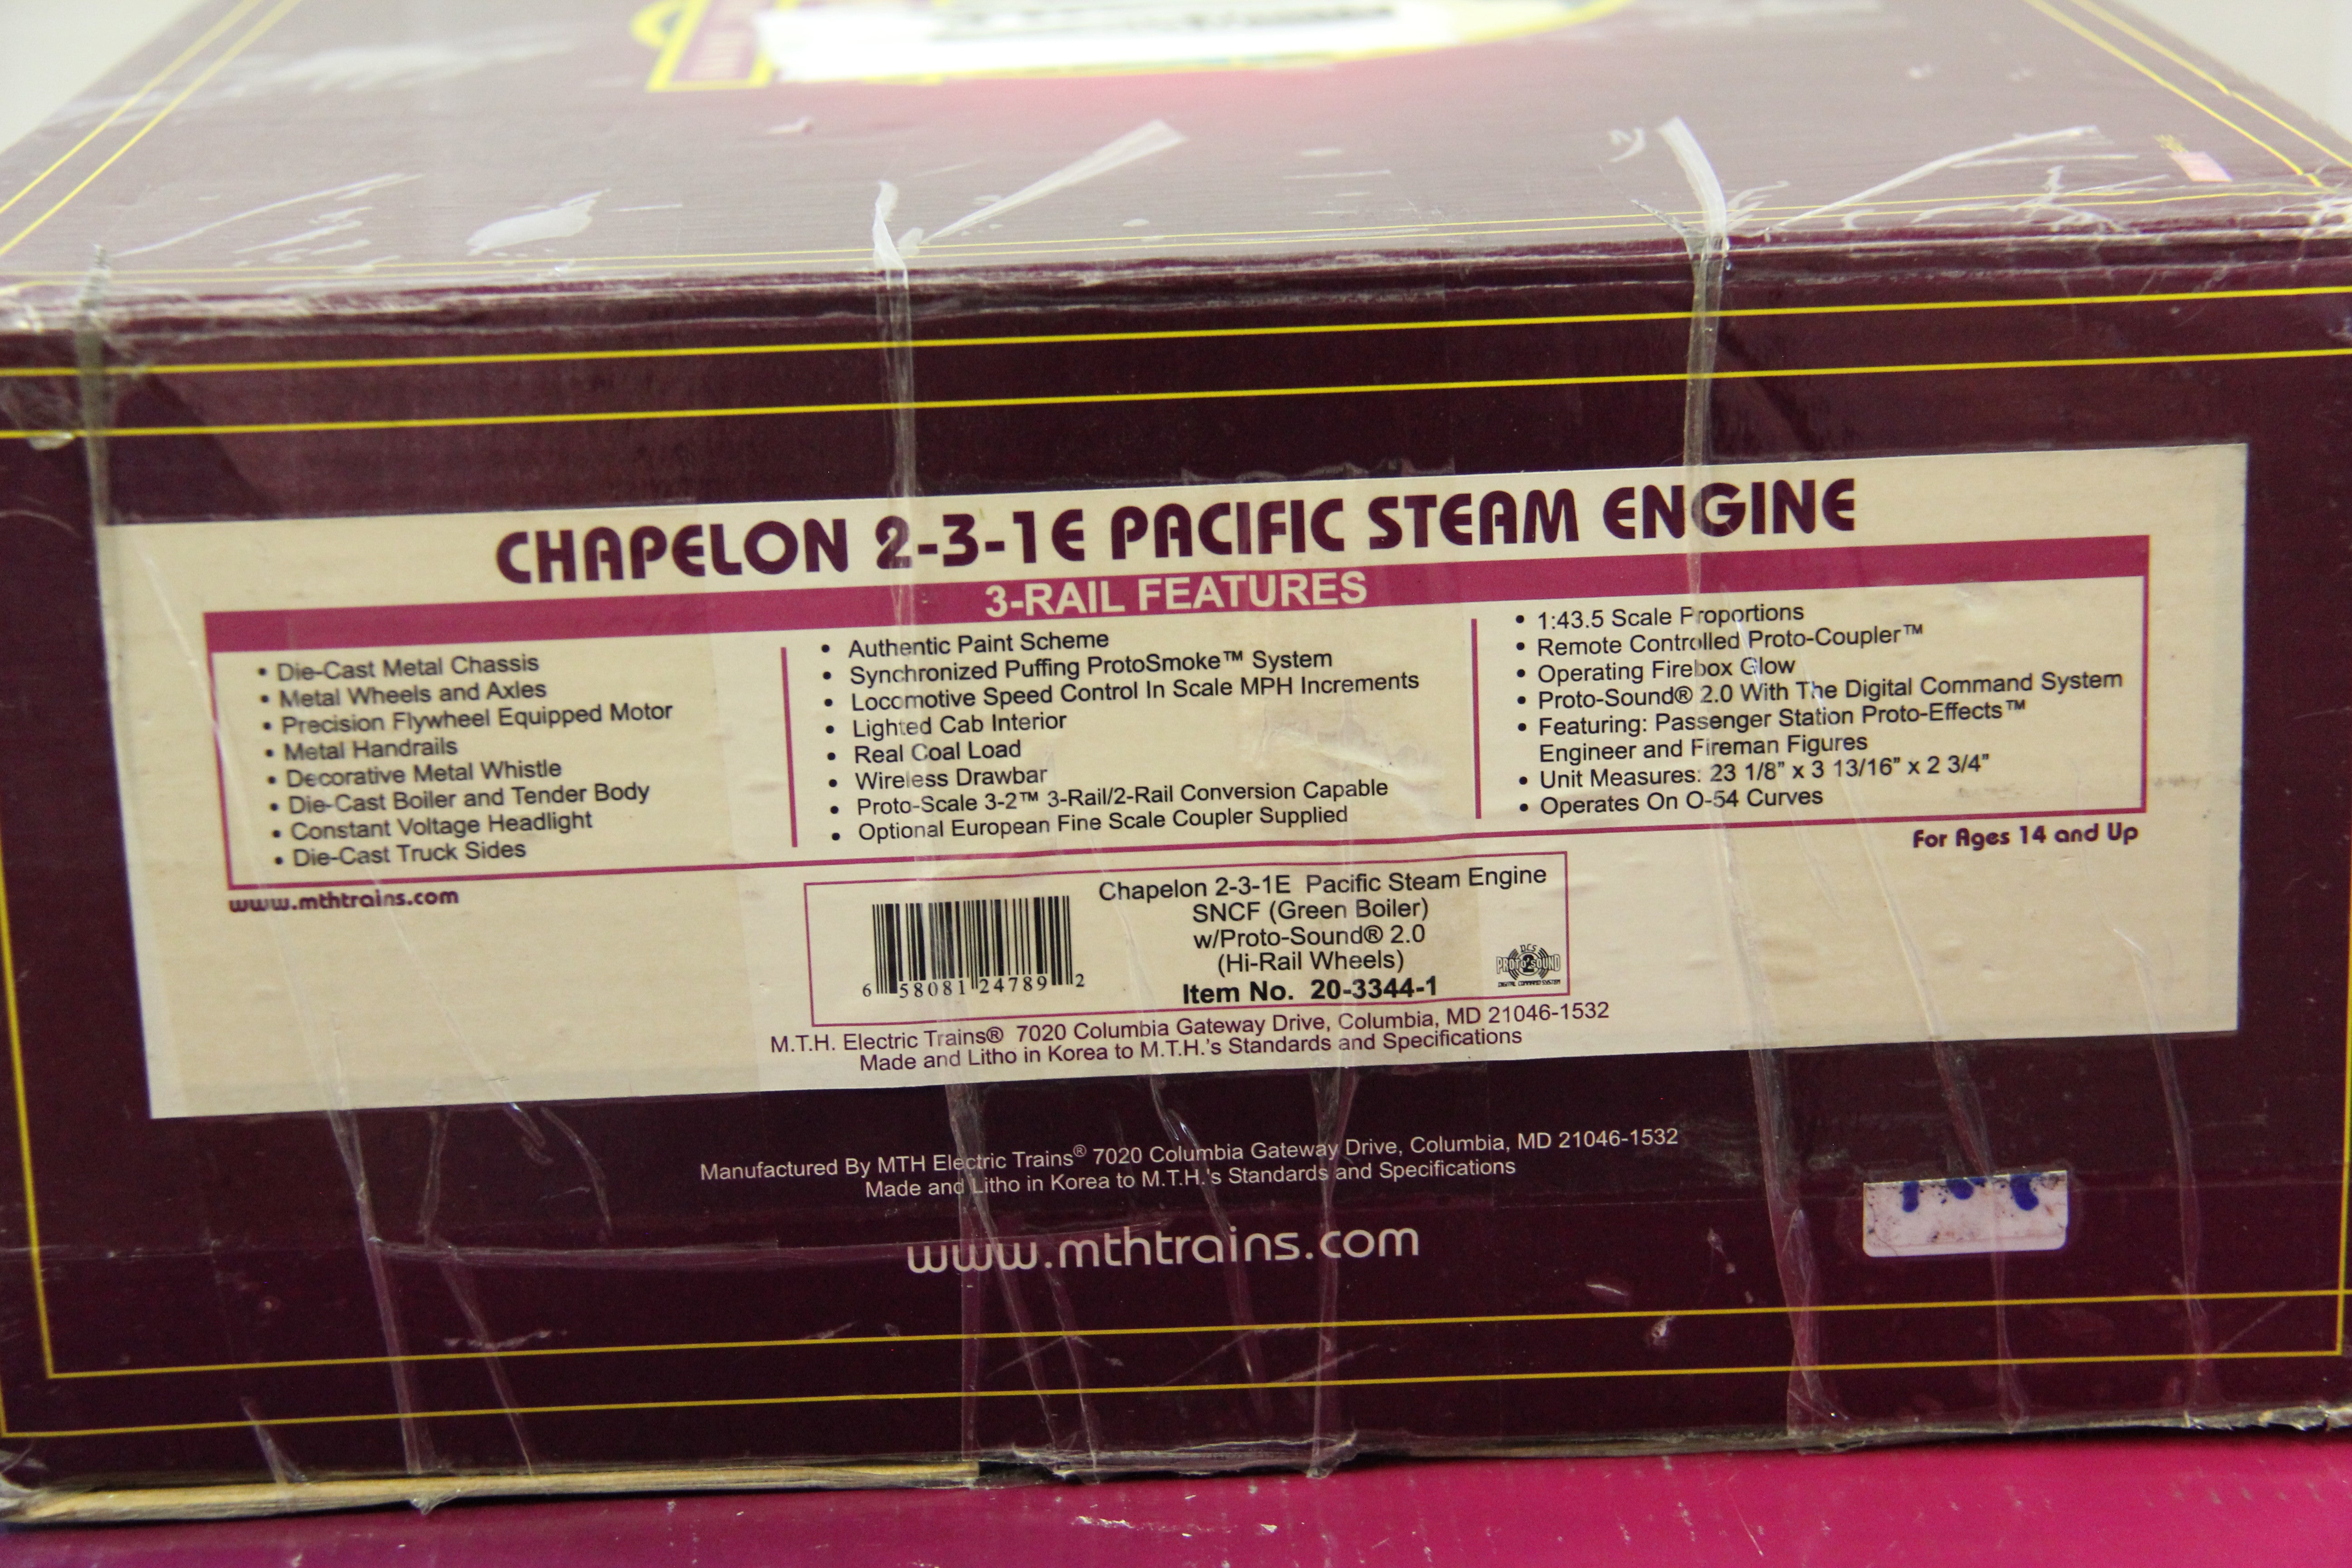 CHAPELON 2-3-1E PACIFIC STEAM ENGINE
3-RAIL FEATURES
• Die-Cast Metal Chassis
• Metal Wheels and Axles
• Precision Flywheel Equipped Motor
• Metal Handrails
• Decorative Metal Whistle
• Die-Cast Boiler and Tender Body
• Constant Voltage Headlight
• Die-Cast Truck Sides
• Authentic Paint Scheme
• Synchronized Puffing ProtoSmoke™ System
• Locomotive Speed Control In Scale MPH Increments
• Lighted Cab Interior
• Real Coal Load
• Wireless Drawbar
• Proto-Scale 3-2™ 3-Rail/2-Rail Conversion Capable
• Optional European Fine Scale Coupler Supplied
• 1:43.5 Scale Proportions
• Remote Controlled Proto-Coupler™
• Operating Firebox Glow
• Proto-Sound® 2.0 With The Digital Command System
• Featuring: Passenger Station Proto-Effects™
Engineer and Fireman Figures
• Unit Measures: 23 1/8” x 3 13/16” x 2 3/4”
• Operates On O-54 Curves
www.mthtrains.com
For Ages 14 and Up
6 58081 24789 2
Chapelon 2-3-1E Pacific Steam Engine
SNCF (Green Boiler)
w/Proto-Sound® 2.0
(Hi-Rail Wheels)
Item No. 20-3344-1
DCS
PROTO SOUND 2
DIGITAL COMMAND SYSTEM
M.T.H. Electric Trains® 7020 Columbia Gateway Drive, Columbia, MD 21046-1532
Made and Litho in Korea to M.T.H.'s Standards and Specifications
Manufactured By MTH Electric Trains® 7020 Columbia Gateway Drive, Columbia, MD 21046-1532
Made and Litho in Korea to M.T.H.'s Standards and Specifications
www.mthtrains.com